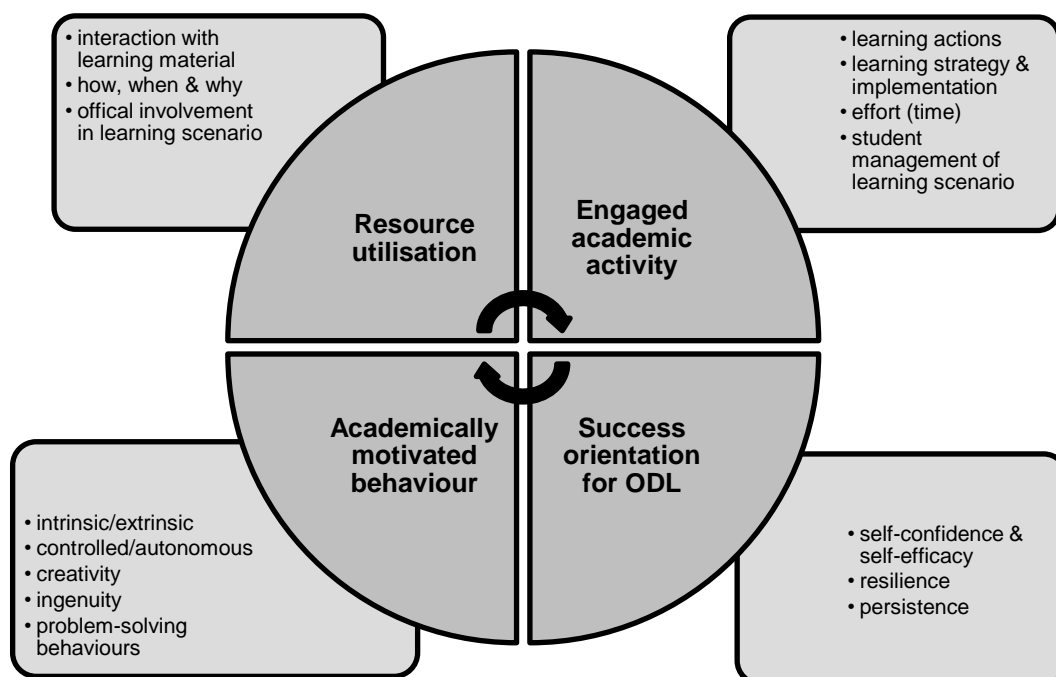 • interaction with
learning material
• how, when & why
• offical involvement
in learning scenario
• learning actions
• learning strategy &
implementation
• effort (time)
• student
management of
learning scenario
Resource
utilisation
Engaged
academic
activity
Academically
motivated
behaviour
Success
orientation
for ODL
• intrinsic/extrinsic
• controlled/autonomous
• creativity
• ingenuity
• problem-solving
behaviours
• self-confidence &
self-efficacy
• resilience
• persistence